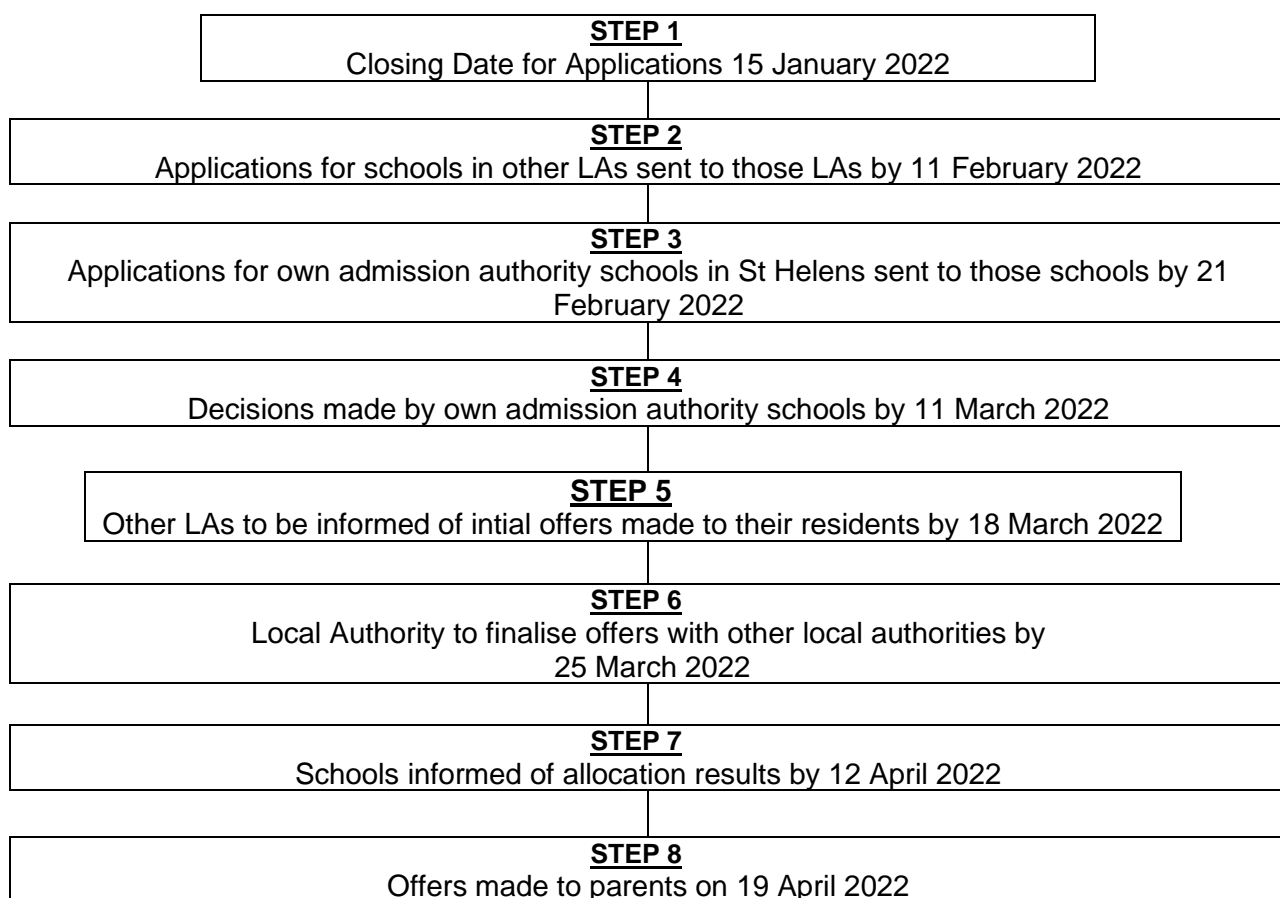 STEP 1
Closing Date for Applications 15 January 2022
STEP 2
Applications for schools in other LAs sent to those LAs by 11 February 2022
STEP 3
Applications for own admission authority schools in St Helens sent to those schools by 21
February 2022
STEP 4
Decisions made by own admission authority schools by 11 March 2022
STEP 5
Other LAs to be informed of intial offers made to their residents by 18 March 2022
STEP 6
Local Authority to finalise offers with other local authorities by
25 March 2022
STEP 7
Schools informed of allocation results by 12 April 2022
STEP 8
Offers made to parents on 19 April 2022